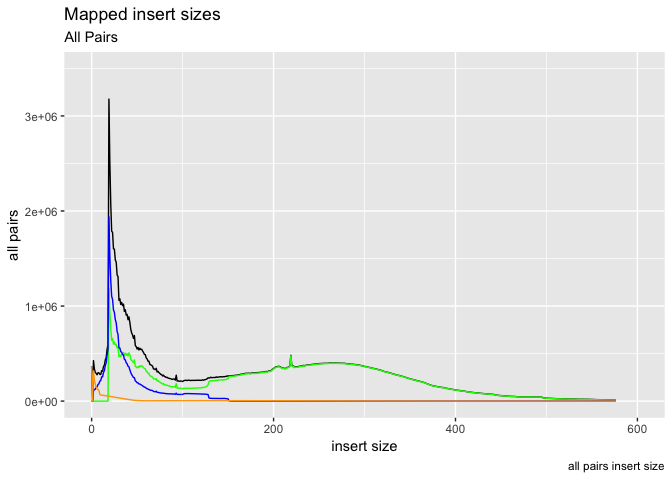 Mapped insert sizes
All Pairs
3e+06
2e+06
1e+06
0e+00
all pairs
0
200
400
600
insert size
all pairs insert size